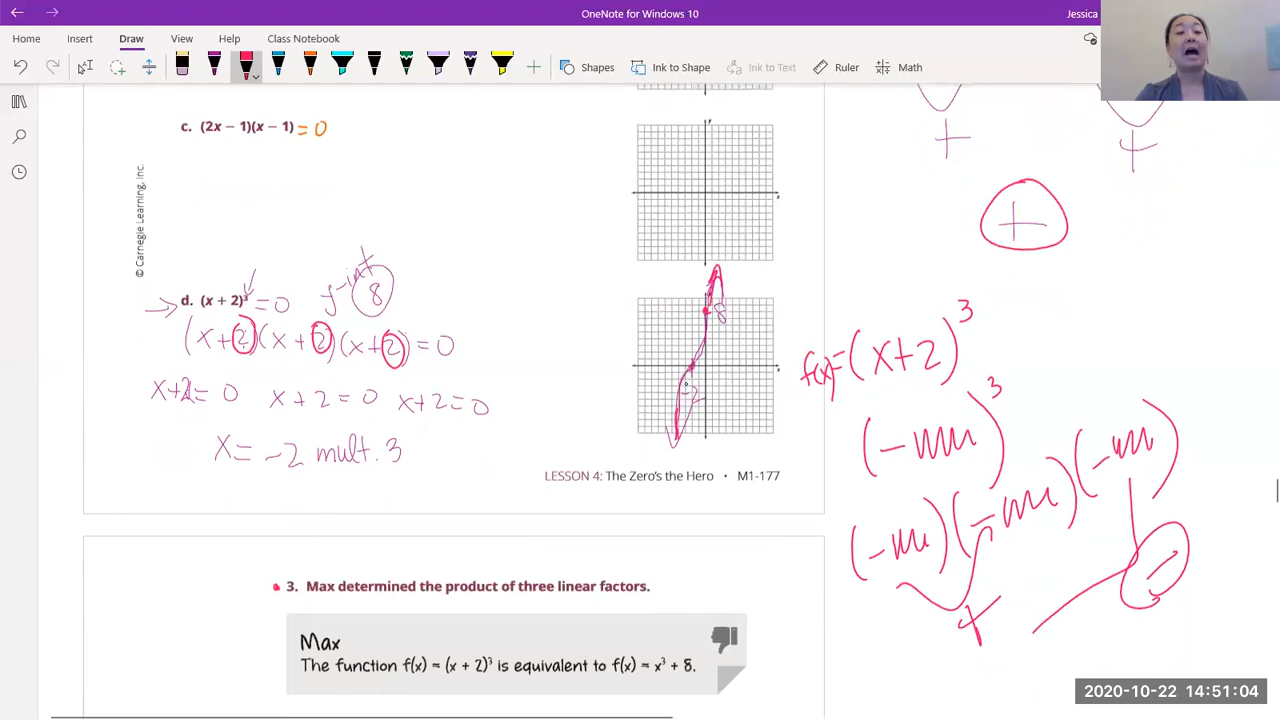 OneNote for Windows 10
Jessica
Home Insert Draw View Help Class Notebook
Shapes Ink to Shape Ink to Text Ruler Math
c. (2x − 1)(x − 1) = 0
y
x
+ +
+
© Carnegie Learning, Inc.
y-int 8
d. (x + 2)³ = 0
(x+2)(x+2)(x+2) = 0
x+2=0 x+2=0 x+2=0
x = -2 mult. 3
8
x
-2
f(x)=(x+2)³
LESSON 4: The Zero's the Hero • M1-177
3. Max determined the product of three linear factors.
Max
The function f(x) = (x + 2)³ is equivalent to f(x) = x³ + 8.
+
2020-10-22 14:51:04